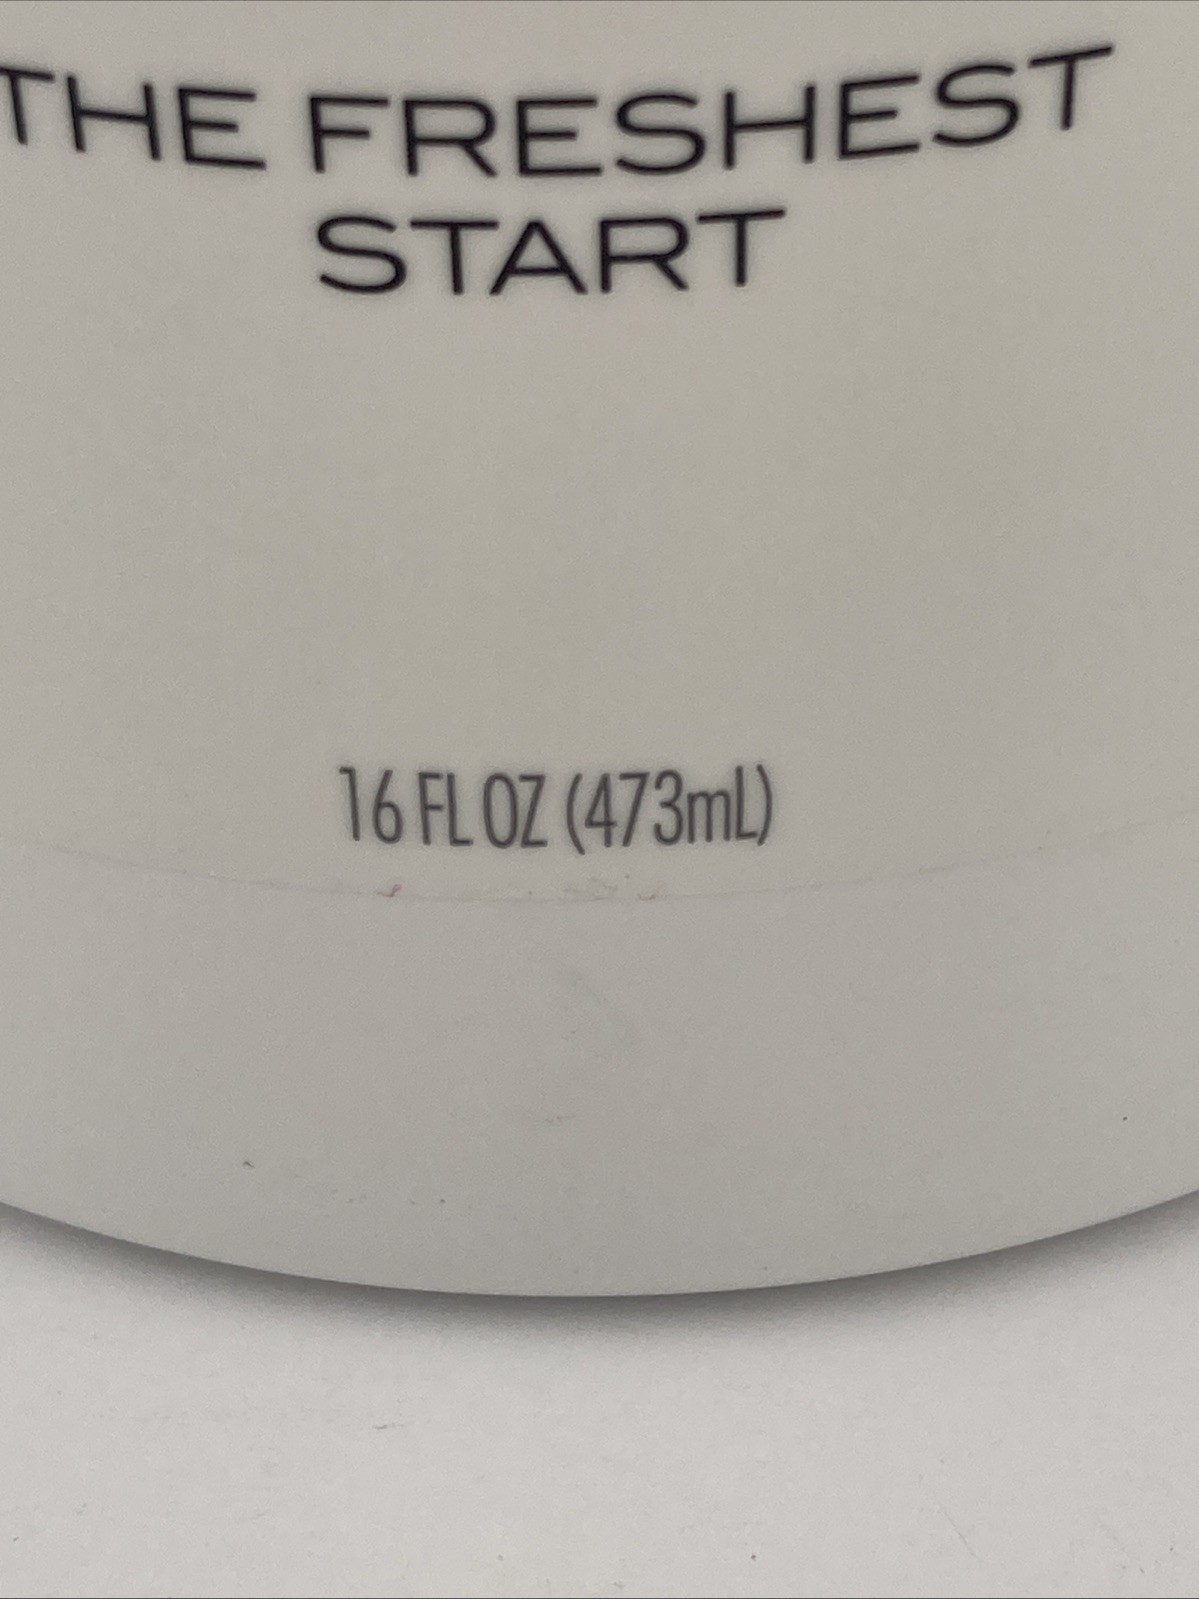 THE FRESHEST
START
16 FL OZ (473mL)